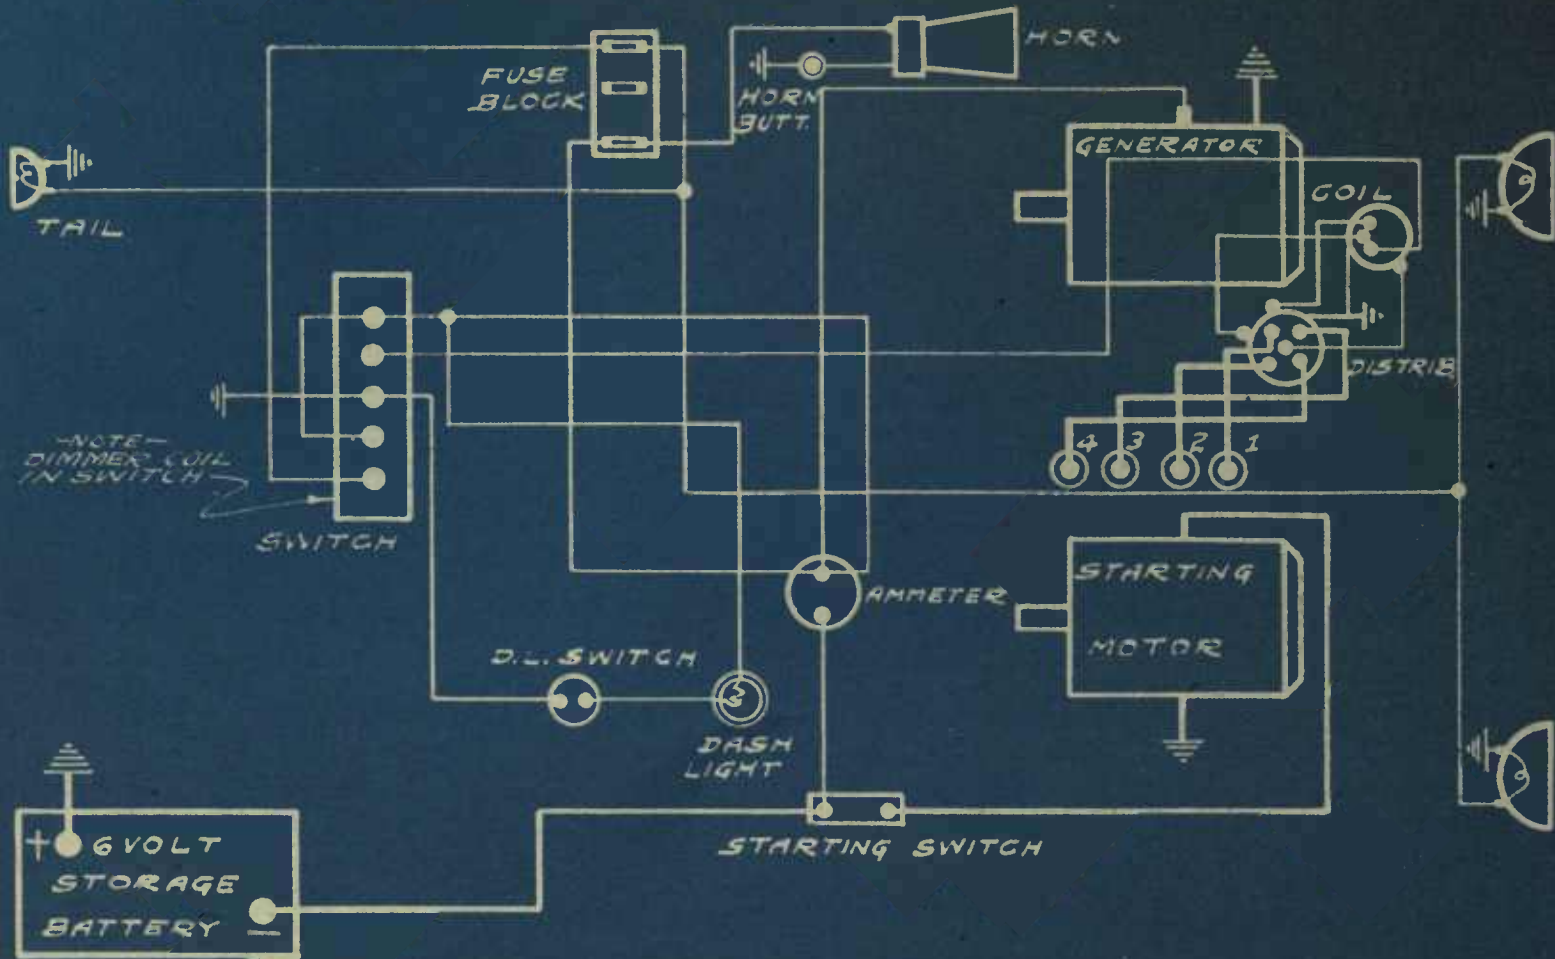 HORN
FUSE
BLOCK
HORN
BUTT.
GENERATOR
COIL
TAIL
DISTRIB.
4 3 2 1
-NOTE-
DIMMER COIL
IN SWITCH
SWITCH
STARTING
MOTOR
AMMETER
D.L. SWITCH
DASH
LIGHT
+ 6 VOLT
STORAGE
BATTERY -
STARTING SWITCH